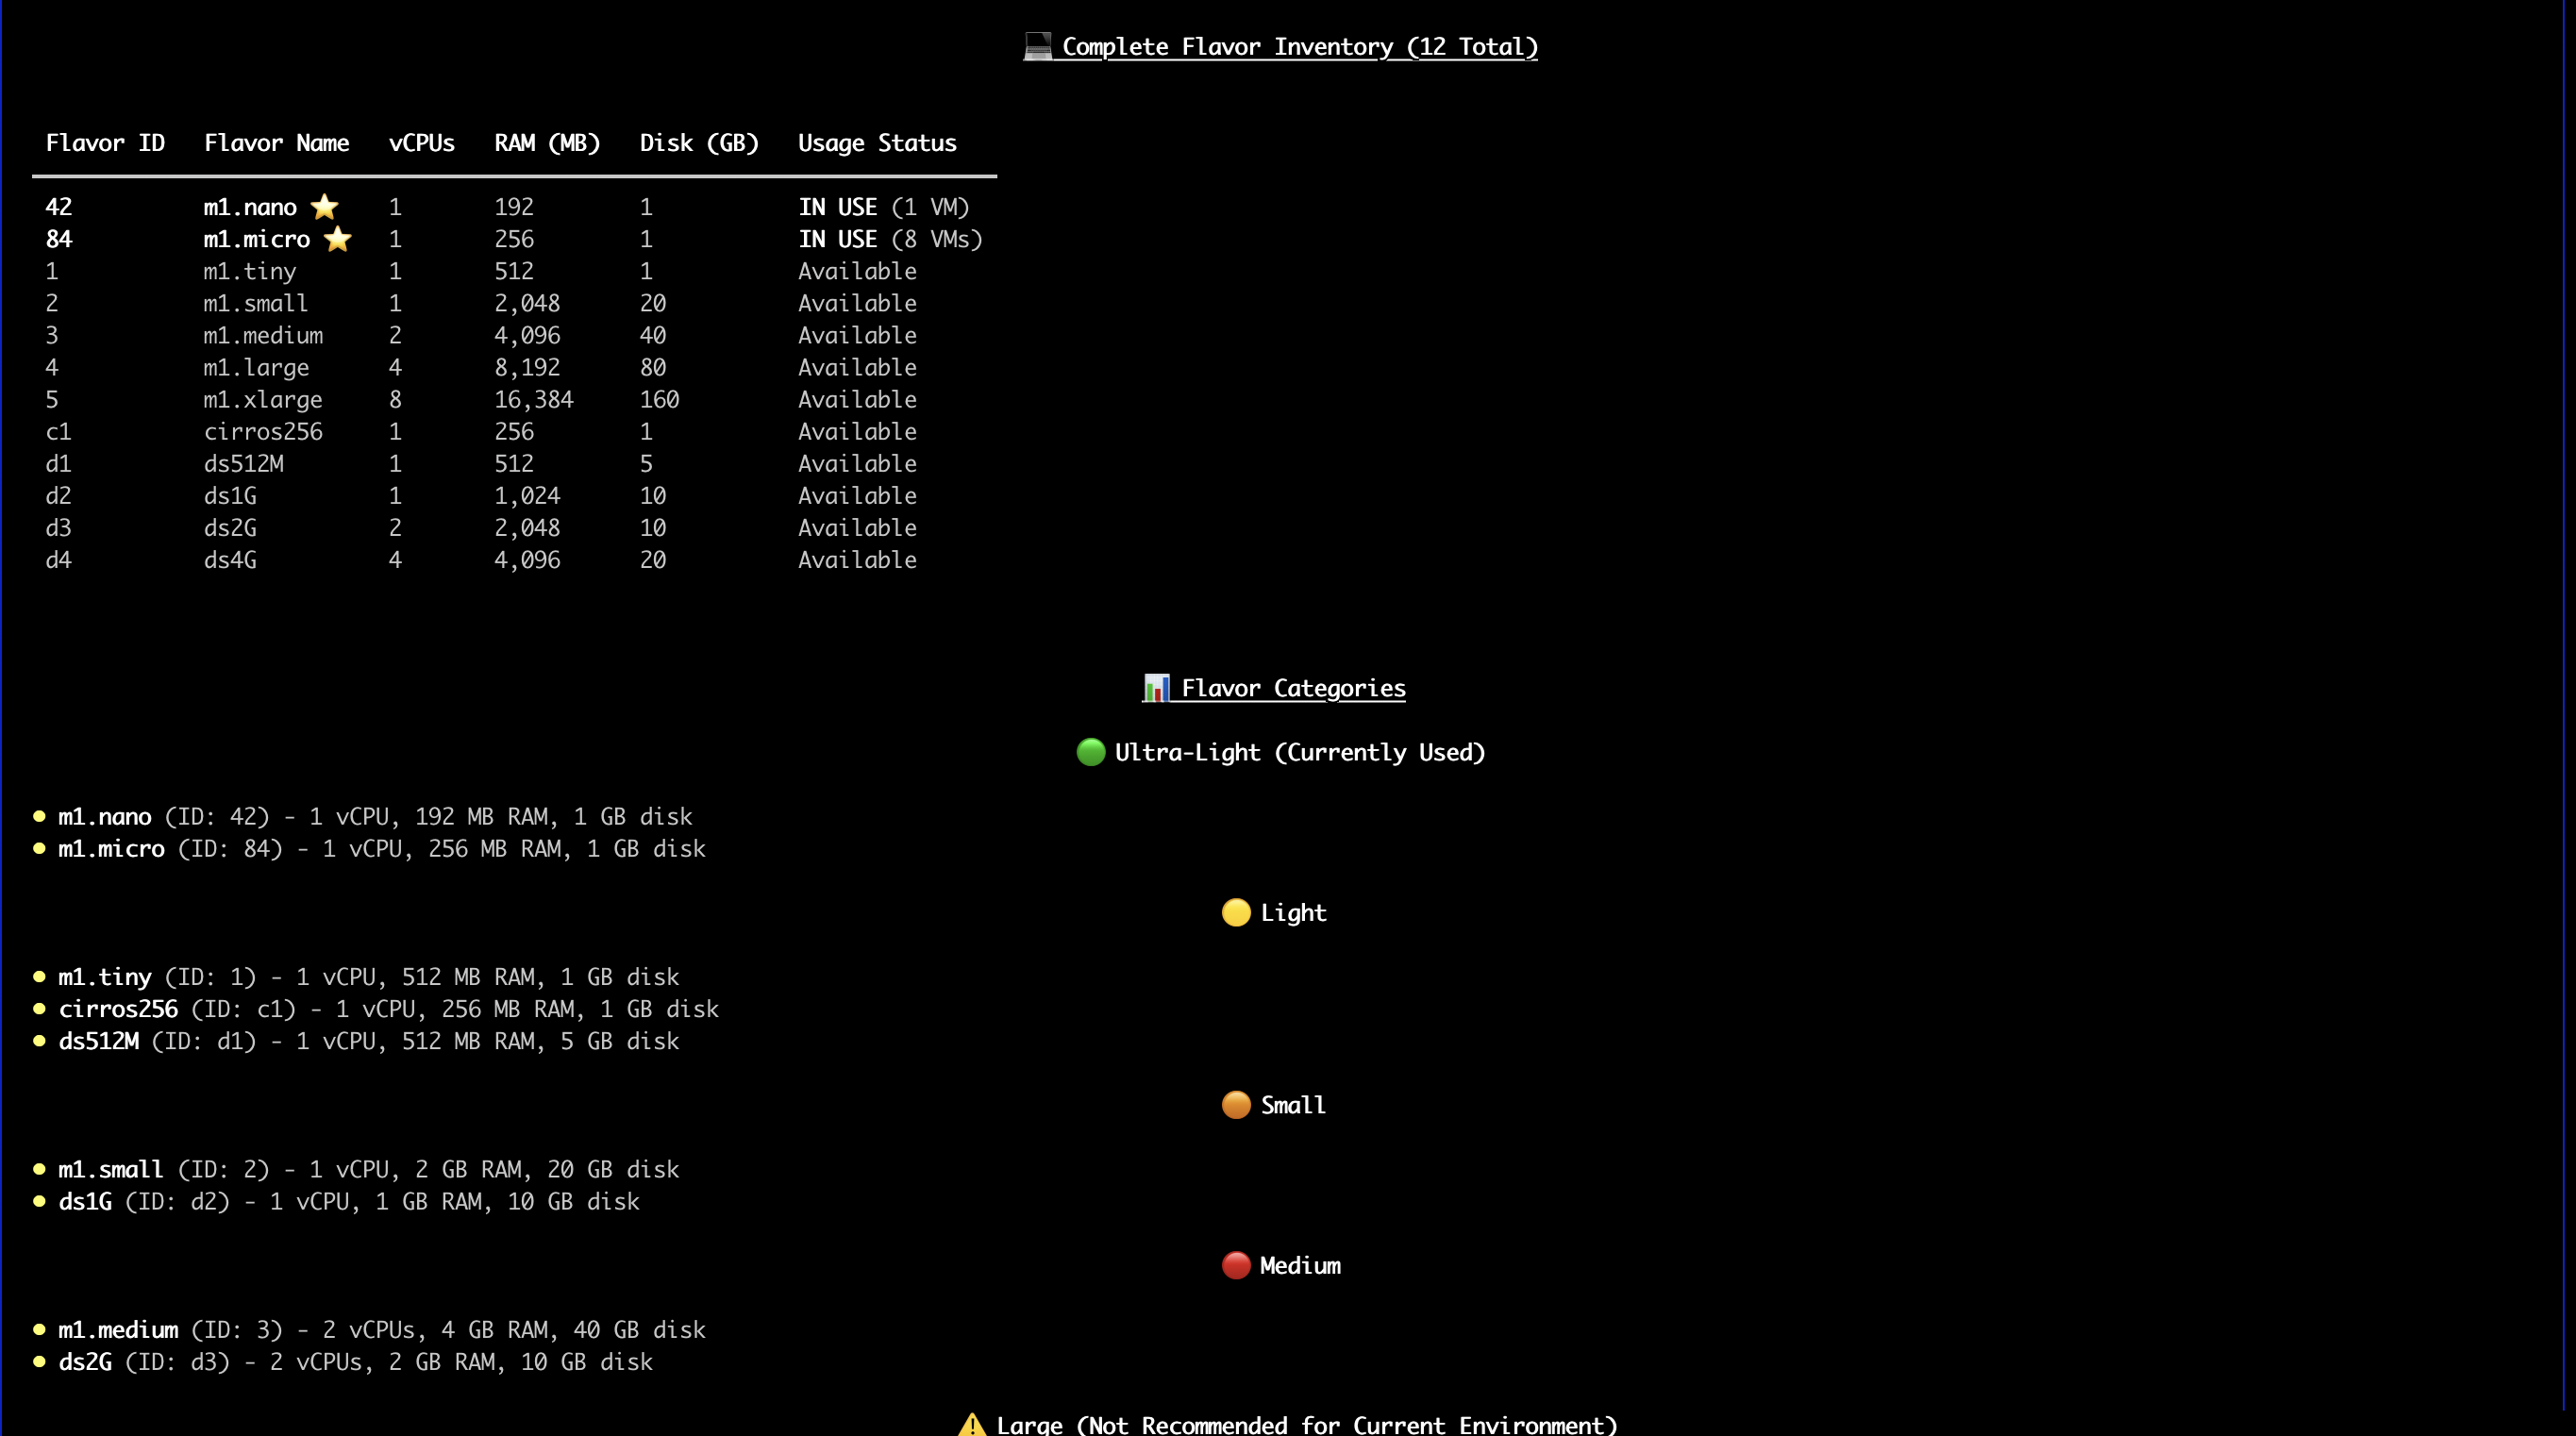 💻 Complete Flavor Inventory (12 Total)
Flavor ID Flavor Name vCPUs RAM (MB) Disk (GB) Usage Status
42 m1.nano ⭐ 1 192 1 IN USE (1 VM)
84 m1.micro ⭐ 1 256 1 IN USE (8 VMs)
1 m1.tiny 1 512 1 Available
2 m1.small 1 2,048 20 Available
3 m1.medium 2 4,096 40 Available
4 m1.large 4 8,192 80 Available
5 m1.xlarge 8 16,384 160 Available
c1 cirros256 1 256 1 Available
d1 ds512M 1 512 5 Available
d2 ds1G 1 1,024 10 Available
d3 ds2G 2 2,048 10 Available
d4 ds4G 4 4,096 20 Available
📊 Flavor Categories
🟢 Ultra-Light (Currently Used)
• m1.nano (ID: 42) - 1 vCPU, 192 MB RAM, 1 GB disk
• m1.micro (ID: 84) - 1 vCPU, 256 MB RAM, 1 GB disk
🟡 Light
• m1.tiny (ID: 1) - 1 vCPU, 512 MB RAM, 1 GB disk
• cirros256 (ID: c1) - 1 vCPU, 256 MB RAM, 1 GB disk
• ds512M (ID: d1) - 1 vCPU, 512 MB RAM, 5 GB disk
🟠 Small
• m1.small (ID: 2) - 1 vCPU, 2 GB RAM, 20 GB disk
• ds1G (ID: d2) - 1 vCPU, 1 GB RAM, 10 GB disk
🔴 Medium
• m1.medium (ID: 3) - 2 vCPUs, 4 GB RAM, 40 GB disk
• ds2G (ID: d3) - 2 vCPUs, 2 GB RAM, 10 GB disk
⚠️ Large (Not Recommended for Current Environment)